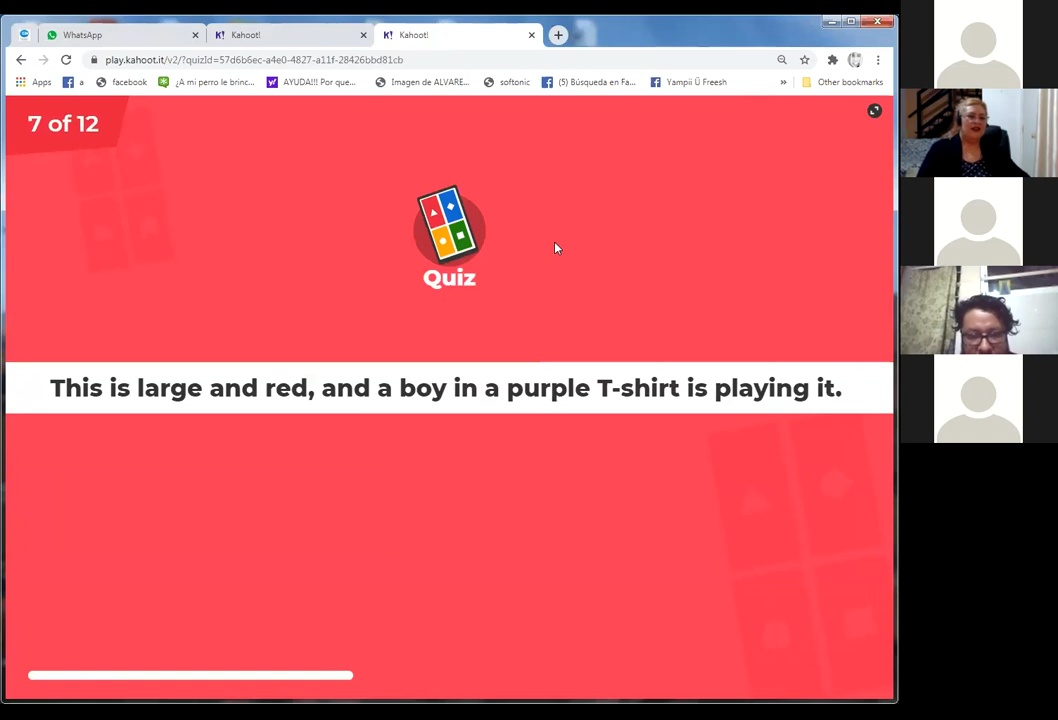 WhatsApp
Kahoot!
Kahoot!
play.kahoot.it/v2/?quizId=57d6b6ec-a4e0-4827-a11f-28426bbd81cb
Apps
a
facebook
¿A mi perro le brinc...
AYUDA!!! Por que...
Imagen de ALVARE...
softonic
(5) Búsqueda en Fa...
Yampii Ü Freesh
»
Other bookmarks
7 of 12
Quiz
This is large and red, and a boy in a purple T-shirt is playing it.